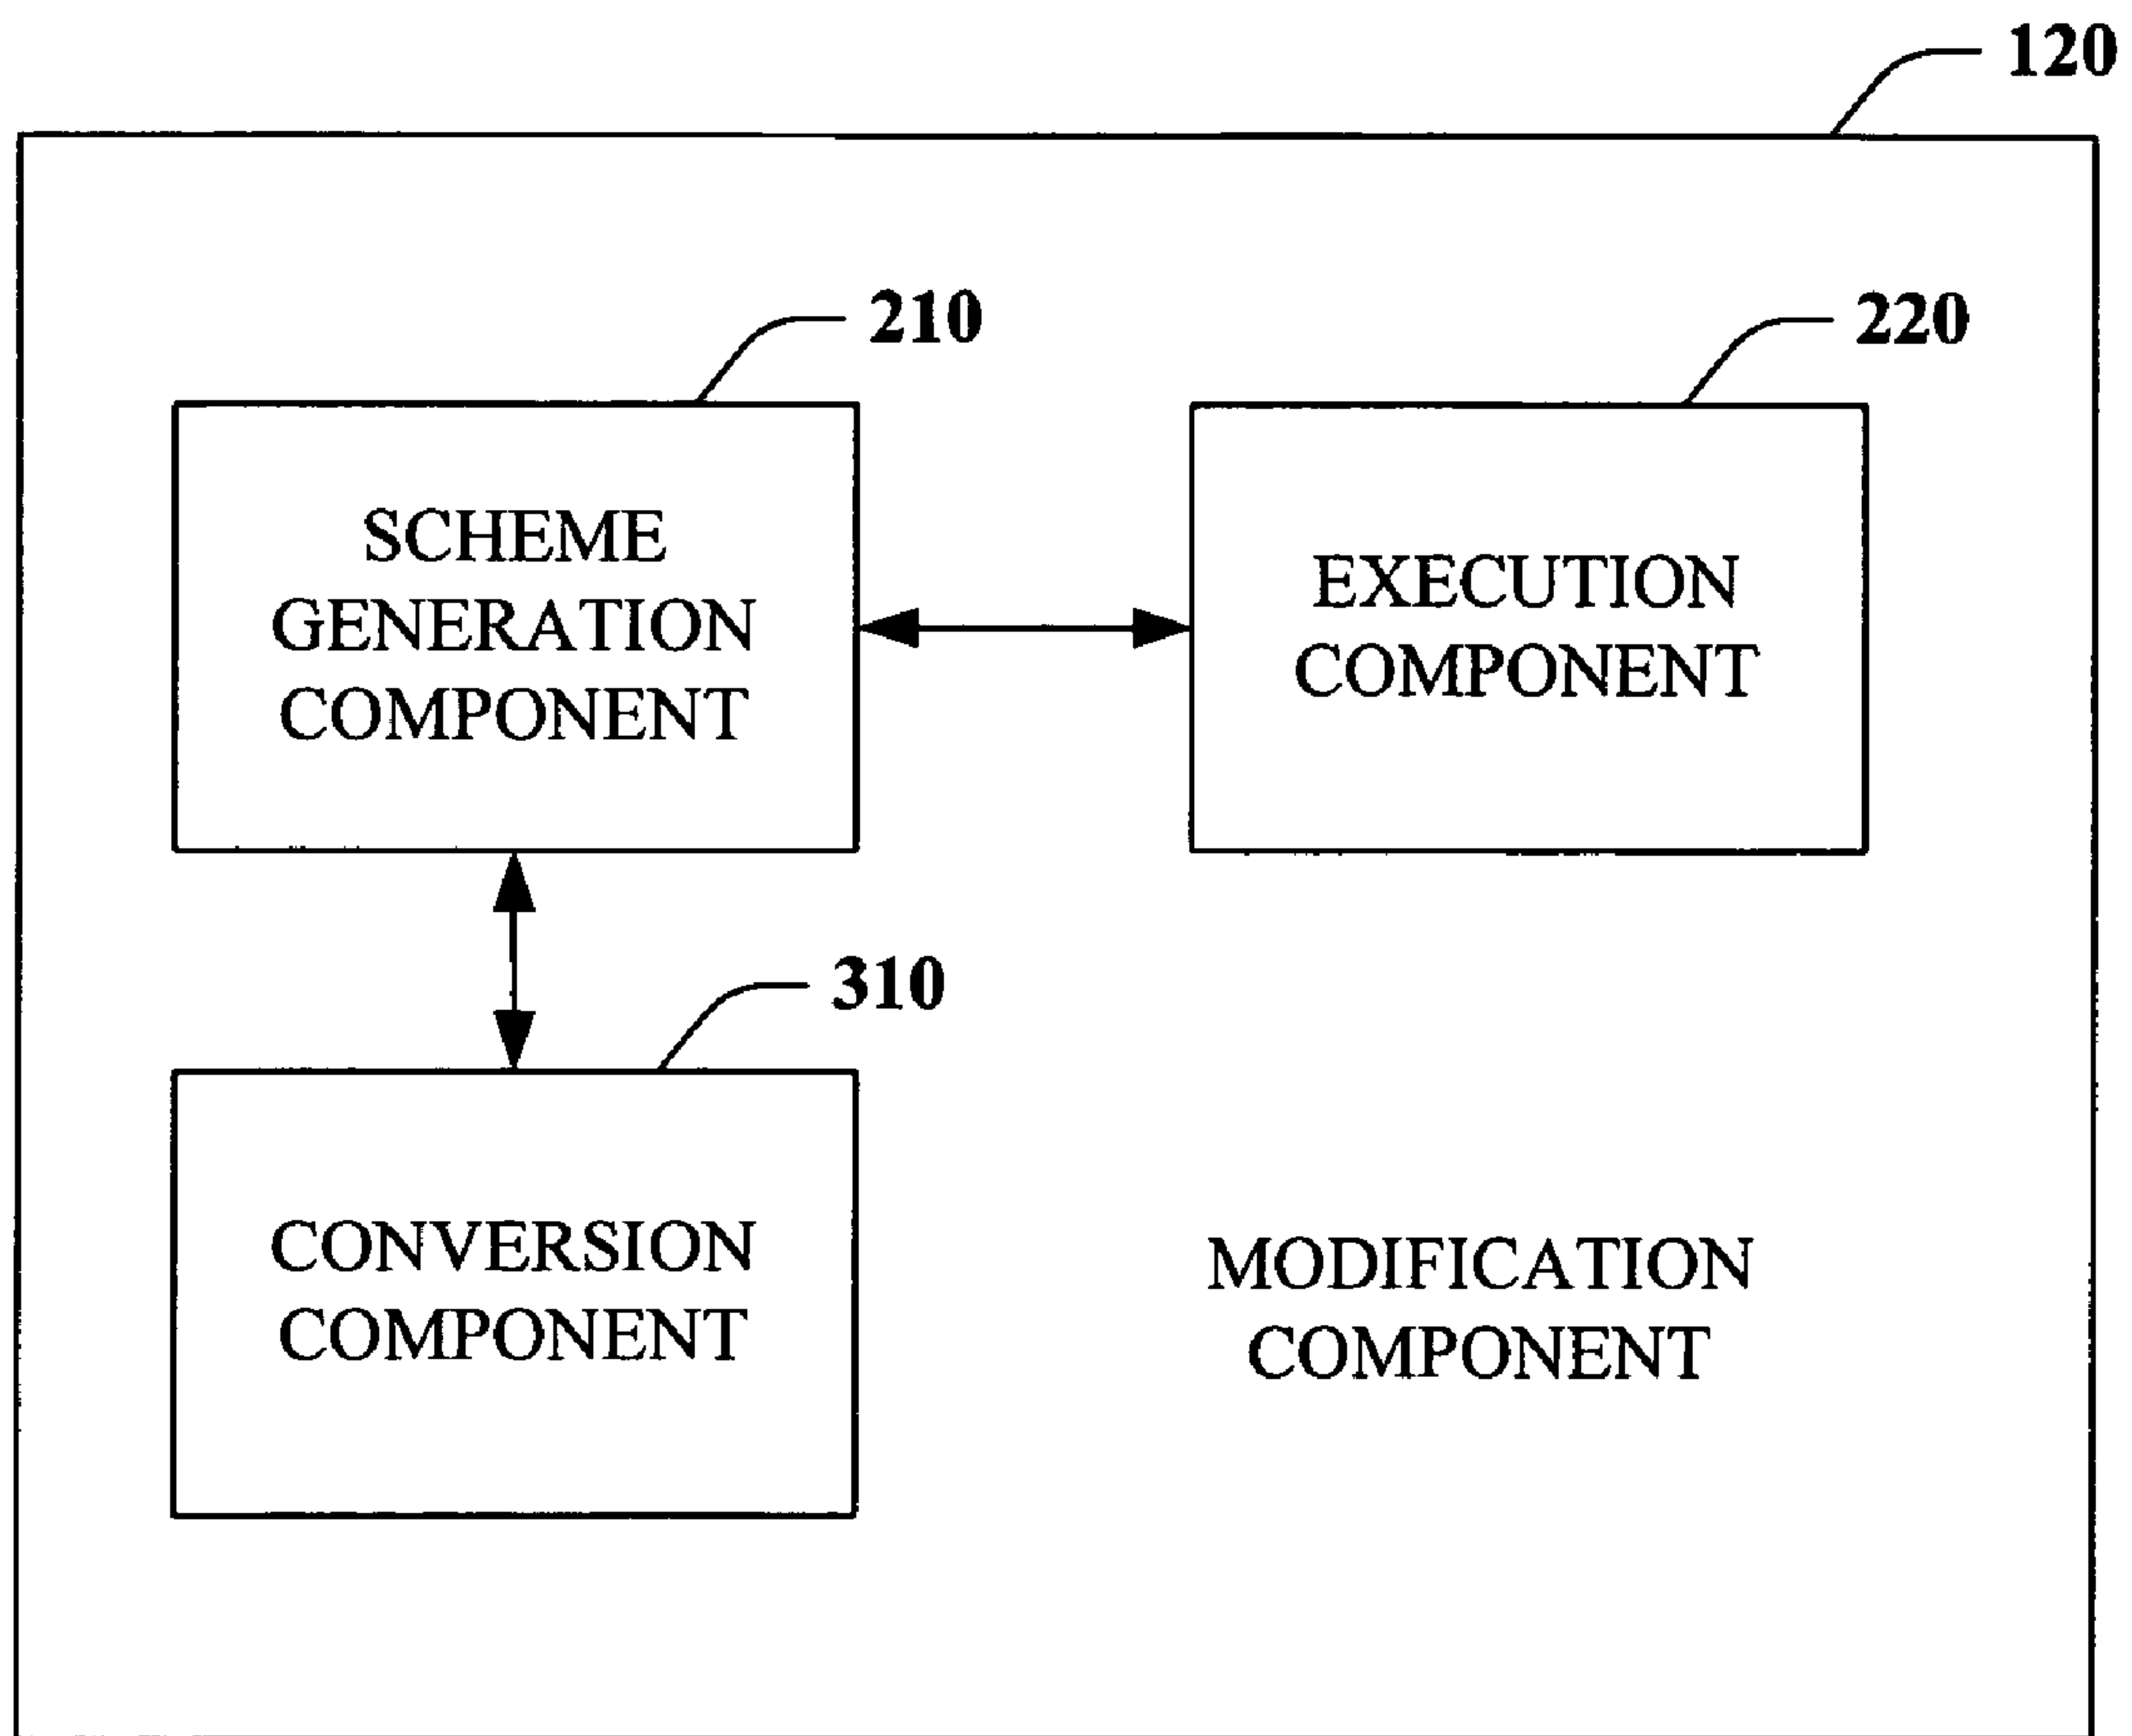 120
210
220
SCHEME
GENERATION
COMPONENT
EXECUTION
COMPONENT
310
CONVERSION
COMPONENT
MODIFICATION
COMPONENT